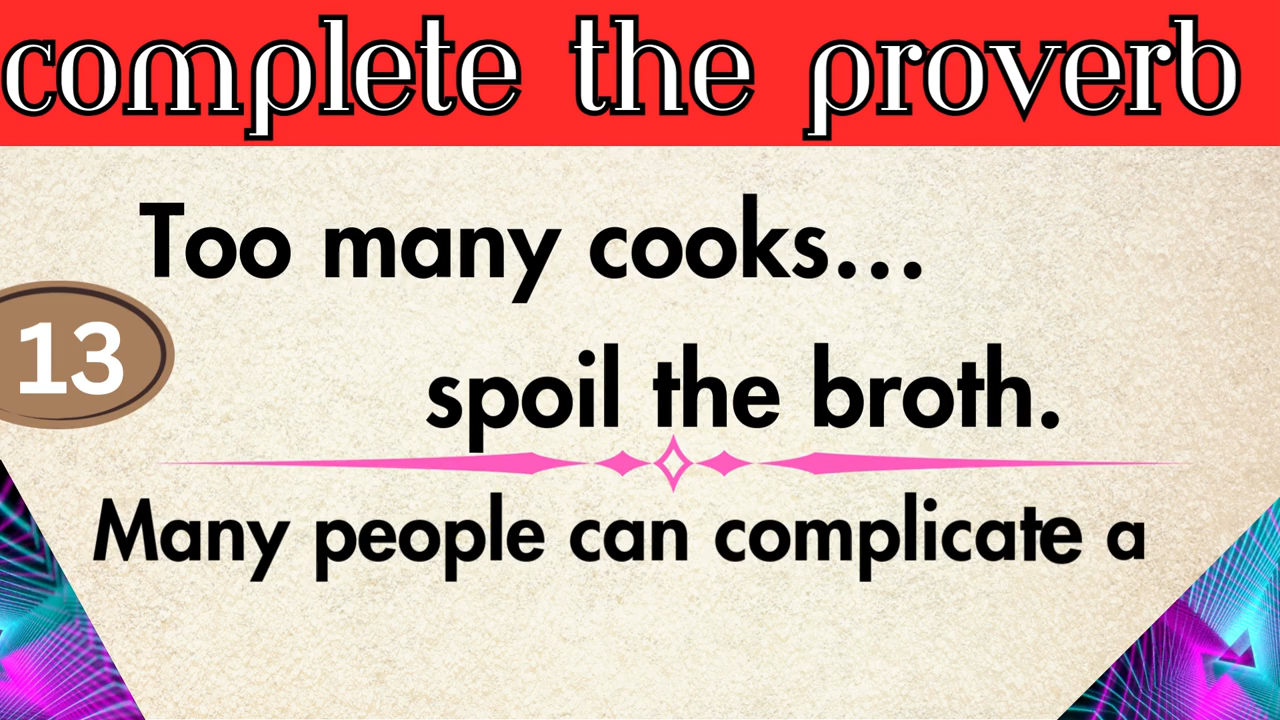 complete the proverb
Too many cooks...
13
spoil the broth.
Many people can complicate a